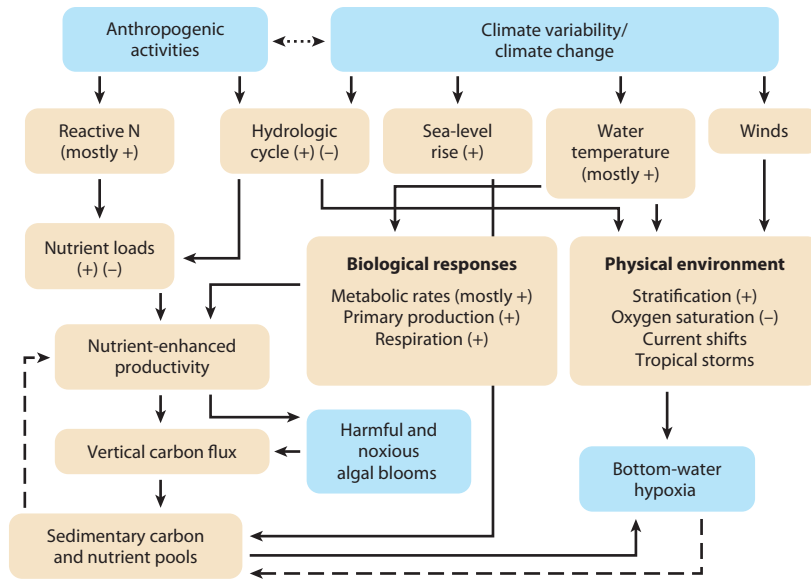 Anthropogenic
activities
Climate variability/
climate change
Reactive N
(mostly +)
Hydrologic
cycle (+) (–)
Sea-level
rise (+)
Water
temperature
(mostly +)
Winds
Nutrient loads
(+) (–)
Biological responses
Metabolic rates (mostly +)
Primary production (+)
Respiration (+)
Physical environment
Stratification (+)
Oxygen saturation (–)
Current shifts
Tropical storms
Nutrient-enhanced
productivity
Vertical carbon flux
Harmful and
noxious
algal blooms
Bottom-water
hypoxia
Sedimentary carbon
and nutrient pools